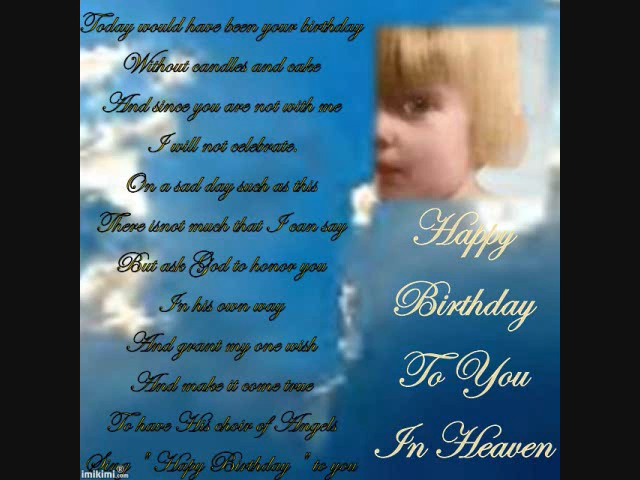 Today would have been your birthday
Without candles and cake
And since you are not with me
I will not celebrate.
On a sad day such as this
There isnot much that I can say
But ask God to honor you
In his own way
And grant my one wish
And make it come true
To have His choir of Angels
Sing " Hapy Birthday " to you
Happy
Birthday
To You
In Heaven
imikimi.com